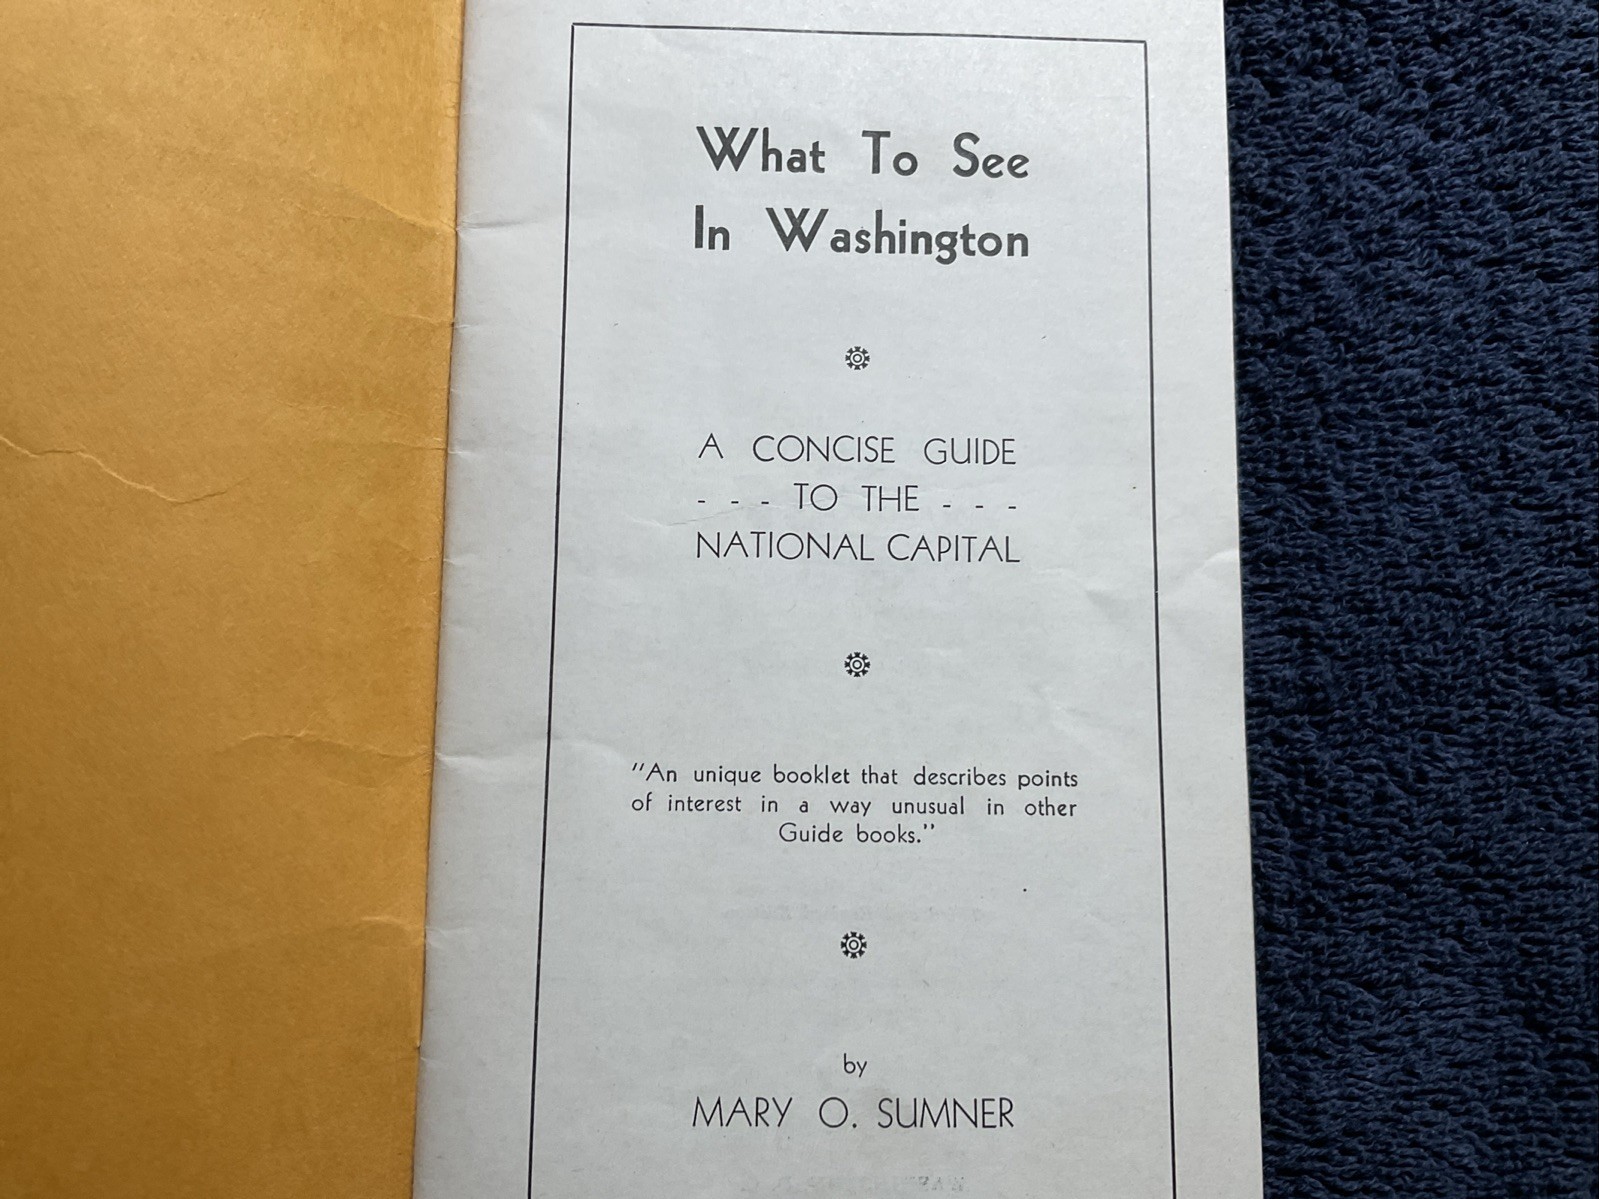 What To See
In Washington
A CONCISE GUIDE
- - - TO THE - - -
NATIONAL CAPITAL
"An unique booklet that describes points
of interest in a way unusual in other
Guide books."
by
MARY O. SUMNER